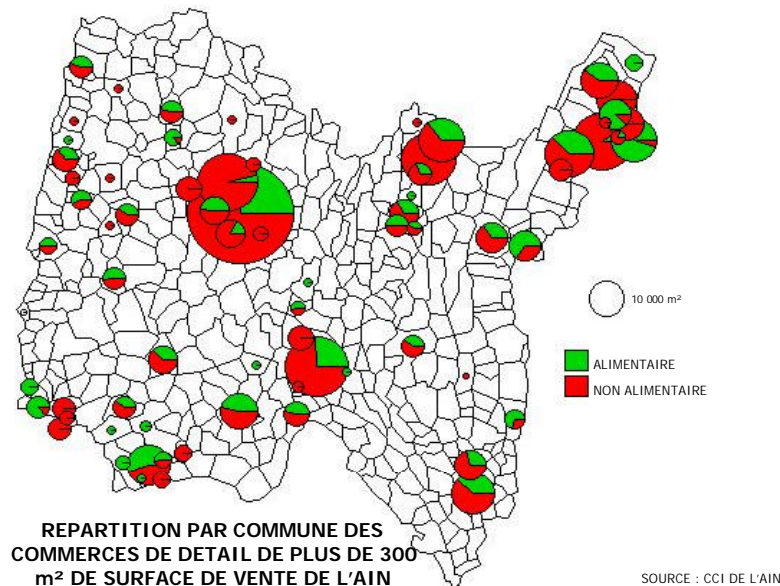 10 000 m²
ALIMENTAIRE
NON ALIMENTAIRE
REPARTITION PAR COMMUNE DES
COMMERCES DE DETAIL DE PLUS DE 300
m² DE SURFACE DE VENTE DE L'AIN
SOURCE : CCI DE L'AIN